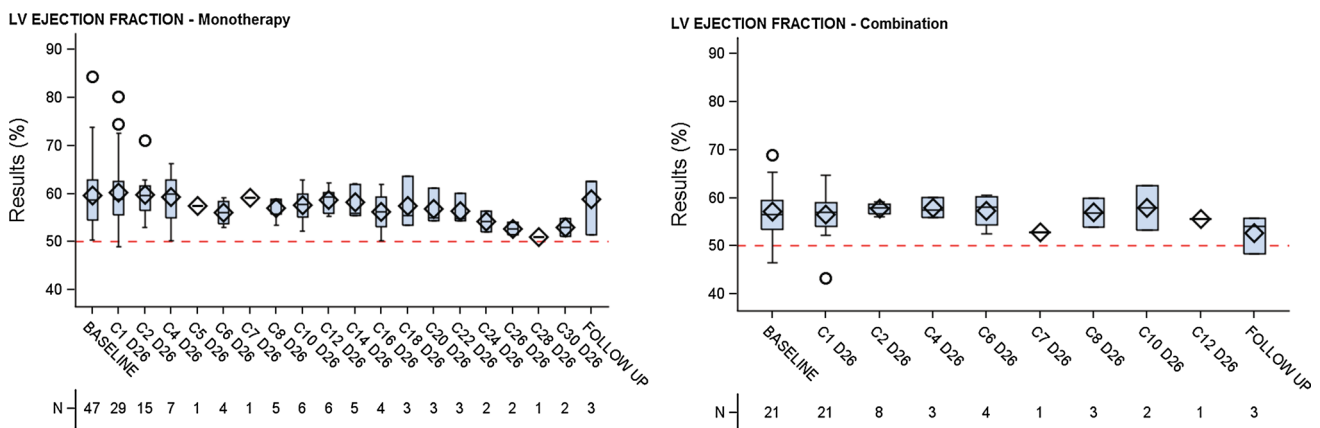 LV EJECTION FRACTION - Monotherapy
Results (%)
90
80
70
60
50
40
BASELINE
C1 D26
C2 D26
C4 D26
C5 D26
C6 D26
C7 D26
C8 D26
C10 D26
C12 D26
C14 D26
C16 D26
C18 D26
C20 D26
C22 D26
C24 D26
C26 D26
C28 D26
C30 D26
FOLLOW UP
N 47 29 15 7 1 4 1 5 6 6 5 4 3 3 3 2 2 1 2 3
LV EJECTION FRACTION - Combination
Results (%)
90
80
70
60
50
40
BASELINE
C1 D26
C2 D26
C4 D26
C6 D26
C7 D26
C8 D26
C10 D26
C12 D26
FOLLOW UP
N 21 21 8 3 4 1 3 2 1 3